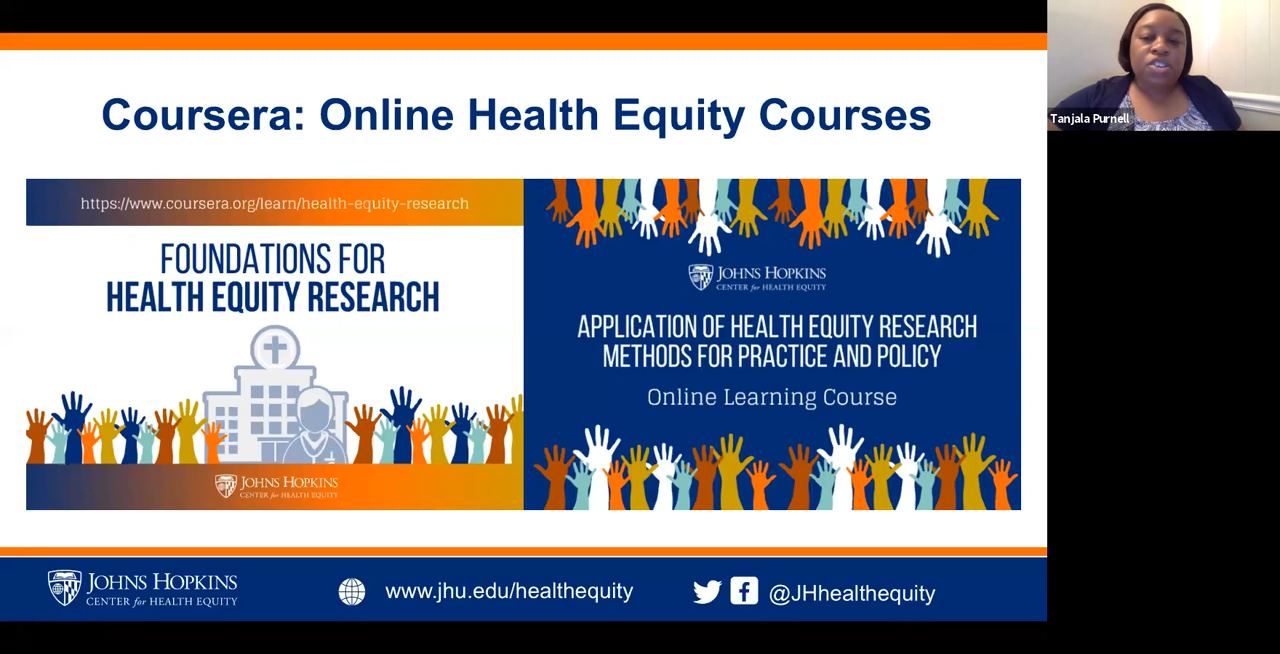 Coursera: Online Health Equity Courses
https://www.coursera.org/learn/health-equity-research
FOUNDATIONS FOR
HEALTH EQUITY RESEARCH
JOHNS HOPKINS
CENTER for HEALTH EQUITY
JOHNS HOPKINS
CENTER for HEALTH EQUITY
APPLICATION OF HEALTH EQUITY RESEARCH
METHODS FOR PRACTICE AND POLICY
Online Learning Course
JOHNS HOPKINS
CENTER for HEALTH EQUITY
www.jhu.edu/healthequity
@JHhealthequity
Tanjala Purnell